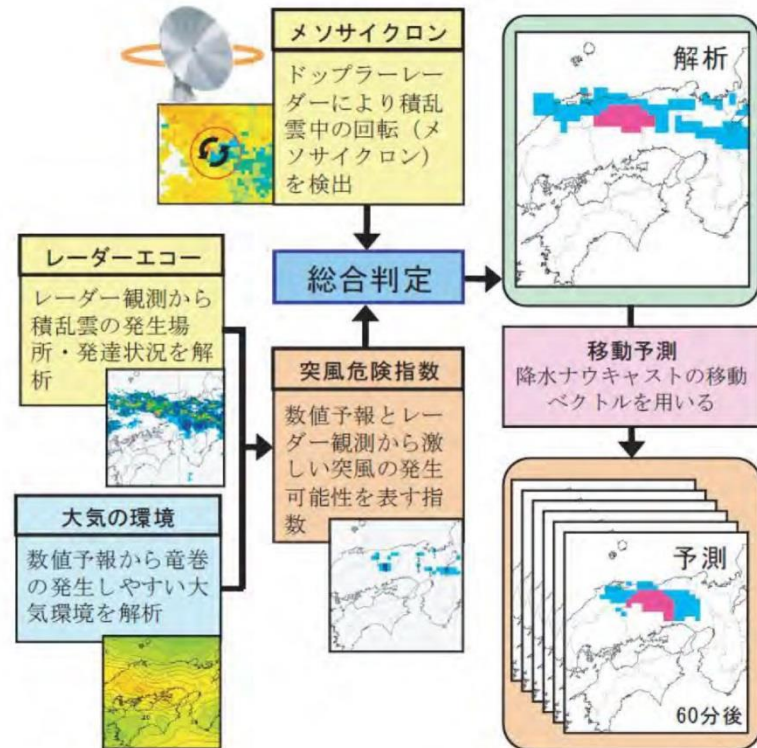 メソサイクロン
ドップラーレー
ダーにより積乱
雲中の回転（メ
ソサイクロン）
を検出
解析
レーダーエコー
レーダー観測から
積乱雲の発生場
所・発達状況を解
析
総合判定
突風危険指数
数値予報とレー
ダー観測から激
しい突風の発生
可能性を表す指
数
移動予測
降水ナウキャストの移動
ベクトルを用いる
大気の環境
数値予報から竜巻
の発生しやすい大
気環境を解析
予測
60分後